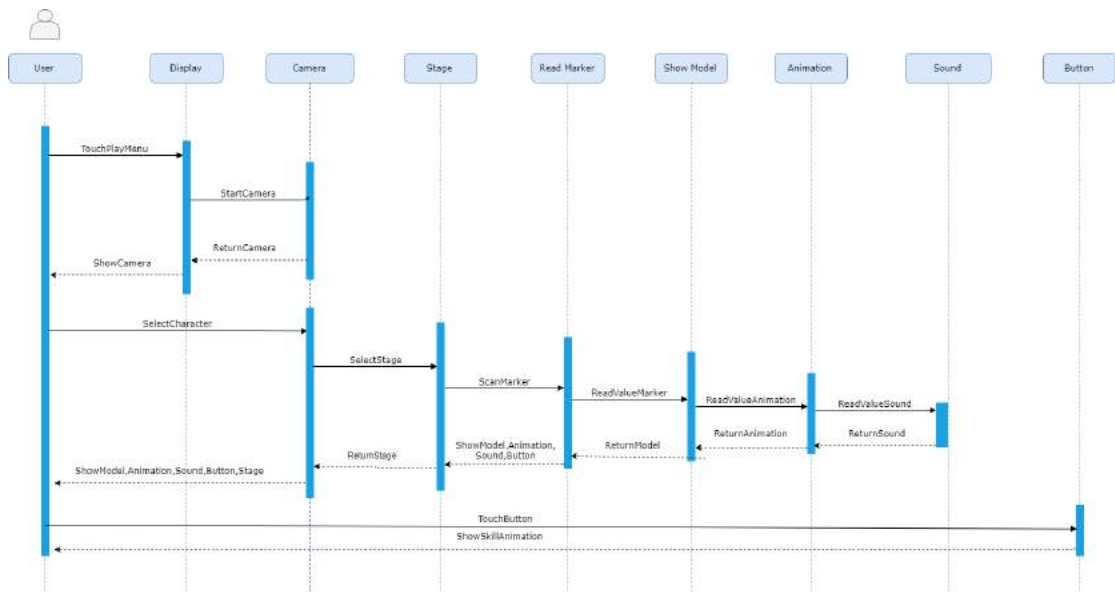 User
Display
Camera
Stage
Read Marker
Show Model
Animation
Sound
Button
TouchPlayMenu
StartCamera
ReturnCamera
ShowCamera
SelectCharacter
SelectStage
ScanMarker
ReadValueMarker
ReadValueAnimation
ReadValueSound
ReturnSound
ReturnAnimation
ReturnModel
ShowModel,Animation,
Sound,Button
ReturnStage
ShowModel,Animation,Sound,Button,Stage
TouchButton
ShowSkillAnimation